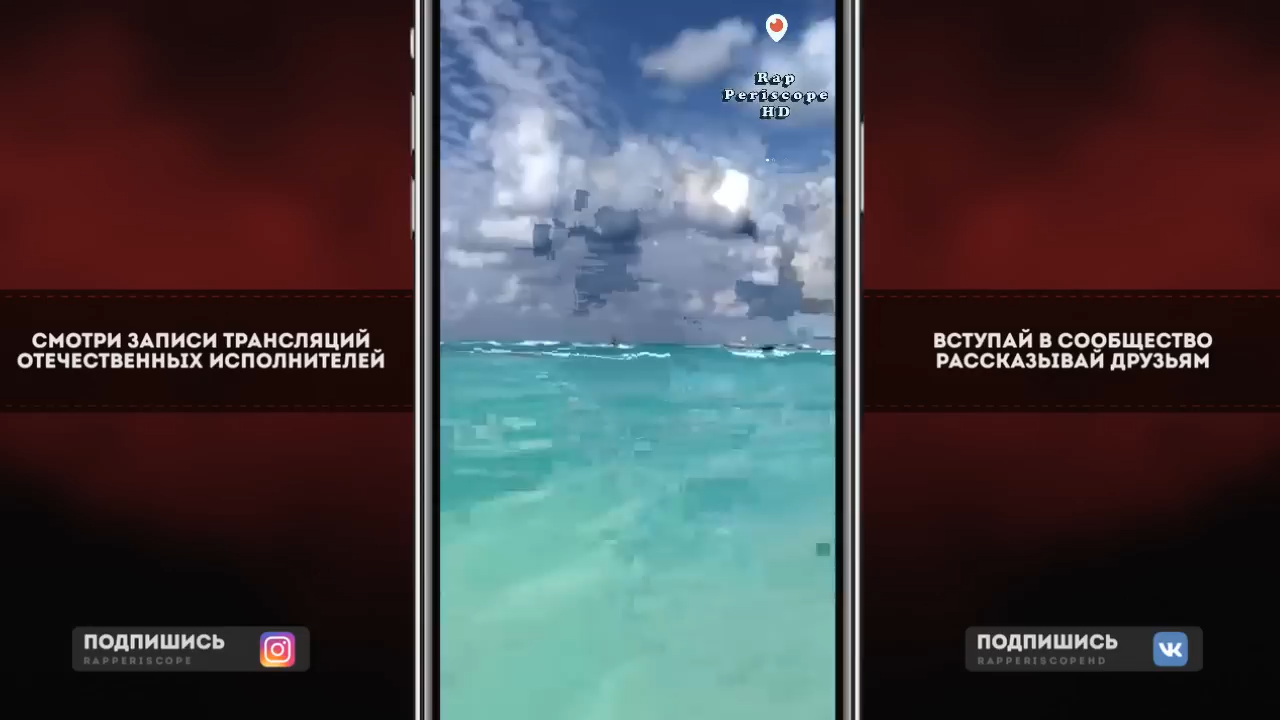 Rap
Periscope
HD
СМОТРИ ЗАПИСИ ТРАНСЛЯЦИЙ
ОТЕЧЕСТВЕННЫХ ИСПОЛНИТЕЛЕЙ
ВСТУПАЙ В СООБЩЕСТВО
РАССКАЗЫВАЙ ДРУЗЬЯМ
ПОДПИШИСЬ
RAPPERISCOPE
ПОДПИШИСЬ
RAPPERISCOPEHD